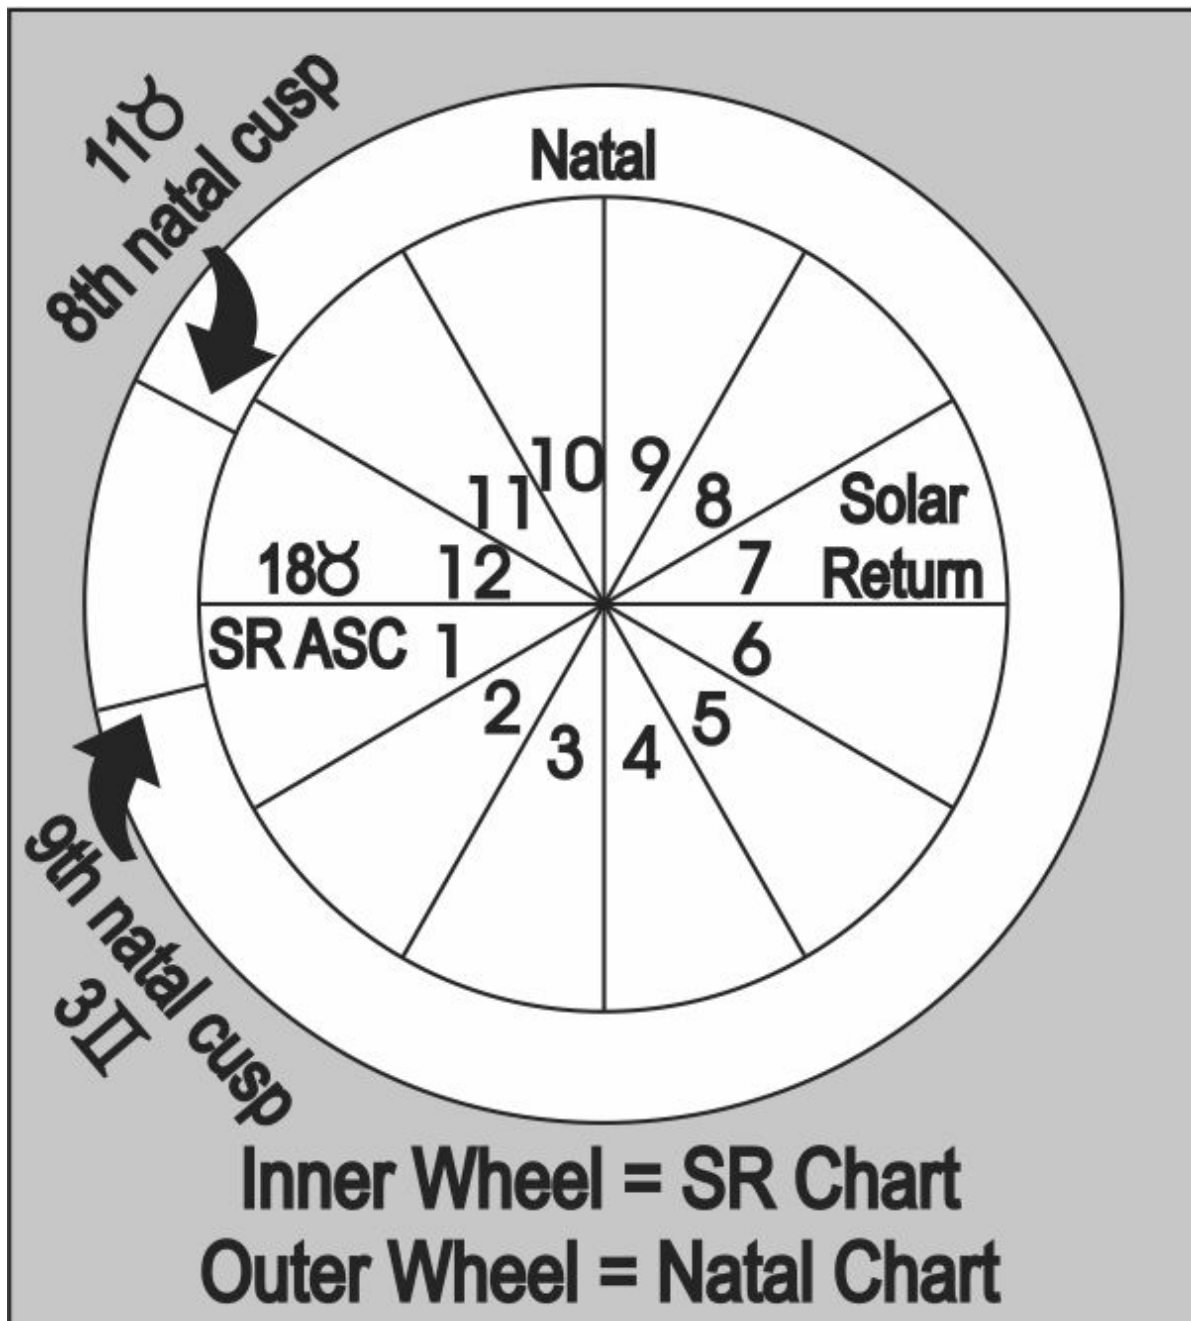 11♉
8th natal cusp
Natal
10
9
11
8
Solar
Return
18♉
12
7
SR ASC
1
6
2
5
3
4
9th natal cusp
3♊
Inner Wheel = SR Chart
Outer Wheel = Natal Chart